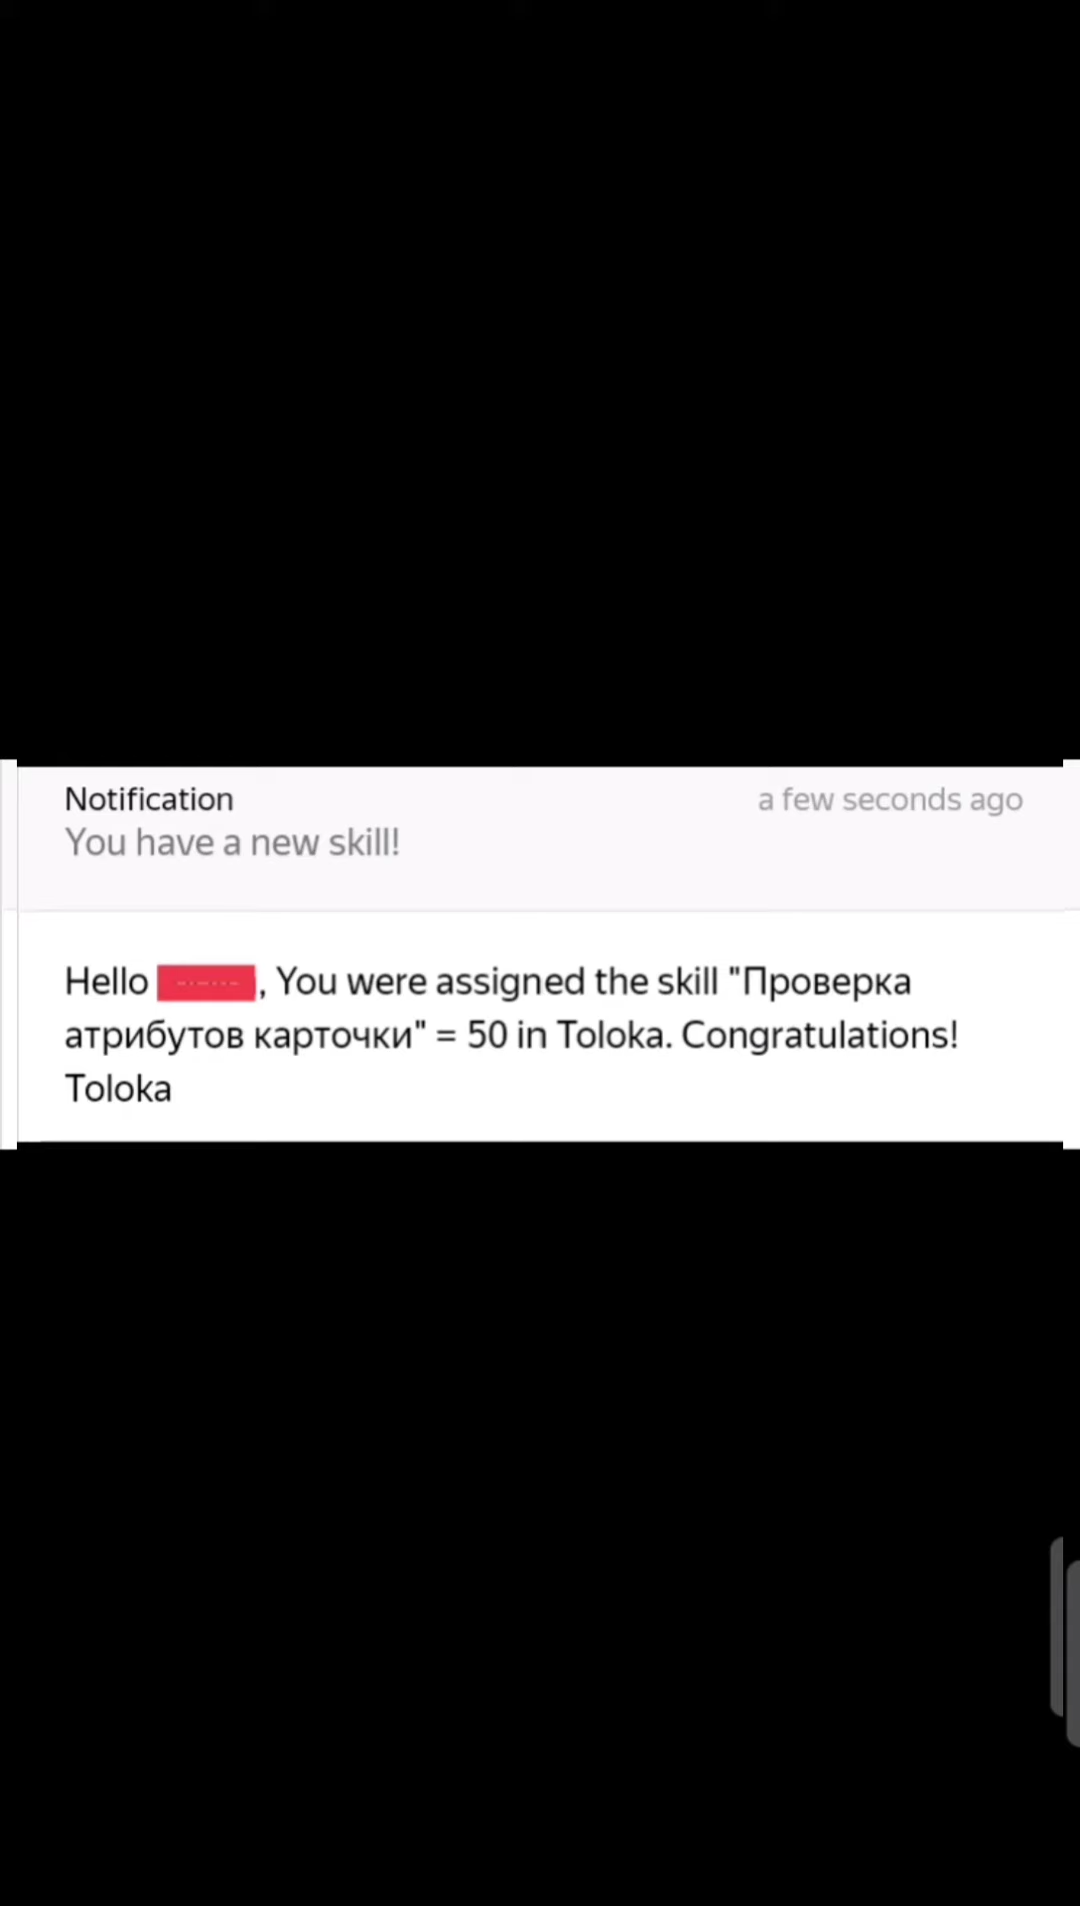 Notification
a few seconds ago
You have a new skill!
Hello , You were assigned the skill "Проверка
атрибутов карточки" = 50 in Toloka. Congratulations!
Toloka